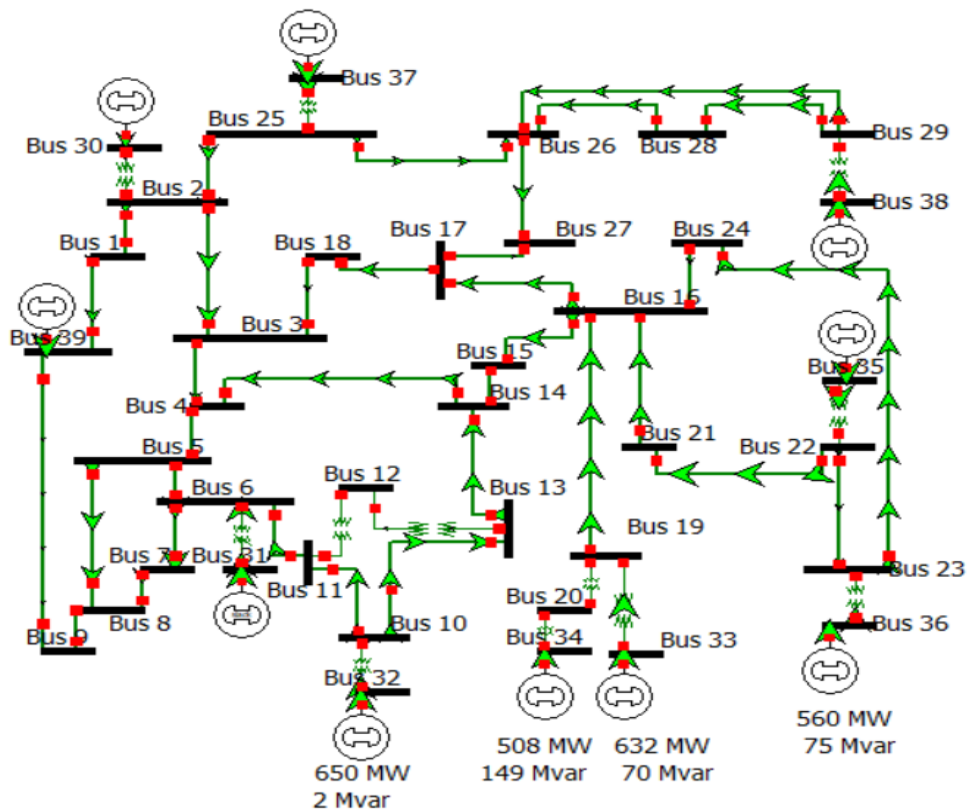 Bus 37
Bus 25
Bus 30
Bus 26
Bus 28
Bus 29
Bus 2
Bus 38
Bus 1
Bus 18
Bus 17
Bus 27
Bus 24
Bus 39
Bus 3
Bus 16
Bus 15
Bus 35
Bus 4
Bus 14
Bus 5
Bus 21
Bus 22
Bus 6
Bus 12
Bus 13
Bus 7
Bus 31
Bus 11
Bus 19
Bus 23
Bus 9
Bus 8
Bus 10
Bus 20
Bus 34
Bus 33
Bus 36
Bus 32
650 MW
2 Mvar
508 MW
149 Mvar
632 MW
70 Mvar
560 MW
75 Mvar